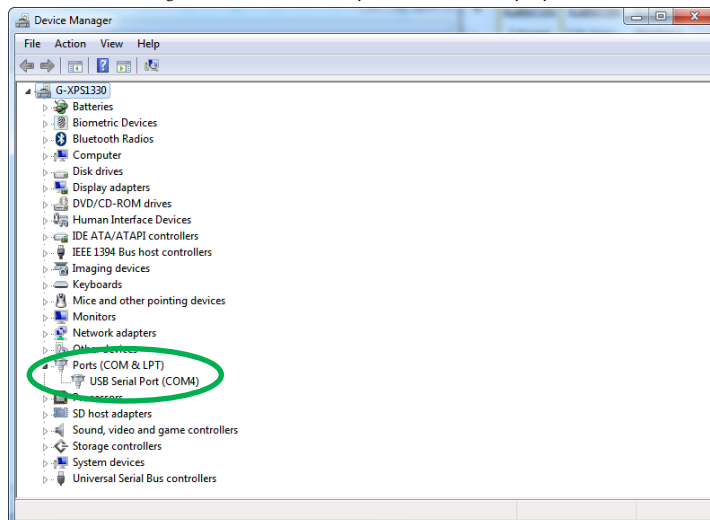 Device Manager
File Action View Help
G-XPS1330
Batteries
Biometric Devices
Bluetooth Radios
Computer
Disk drives
Display adapters
DVD/CD-ROM drives
Human Interface Devices
IDE ATA/ATAPI controllers
IEEE 1394 Bus host controllers
Imaging devices
Keyboards
Mice and other pointing devices
Monitors
Network adapters
Other devices
Ports (COM & LPT)
USB Serial Port (COM4)
Processors
SD host adapters
Sound, video and game controllers
Storage controllers
System devices
Universal Serial Bus controllers